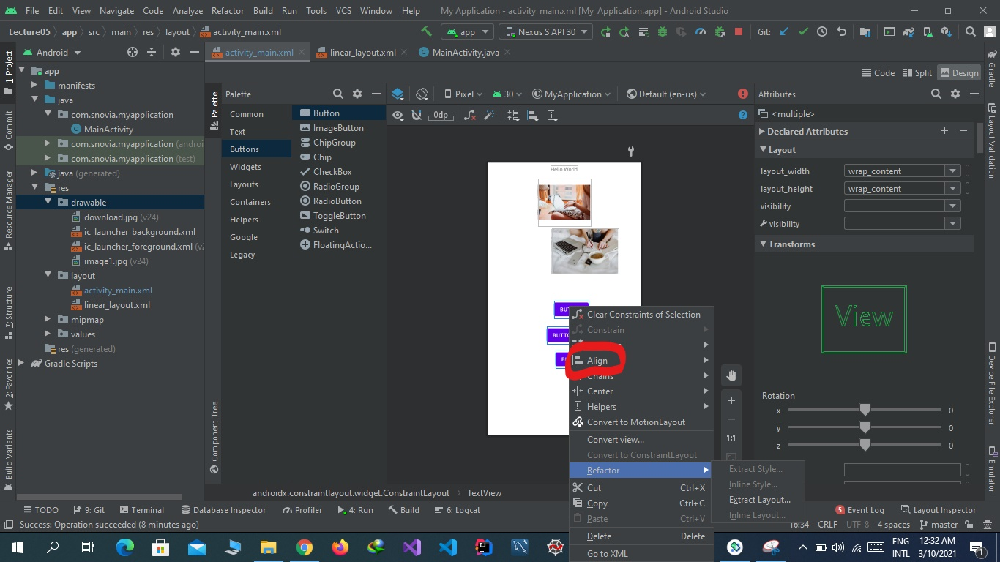 File Edit View Navigate Code Analyze Refactor Build Run Tools VCS Window Help My Application - activity_main.xml [My_Application.app] - Android Studio
Lecture05 app src main res layout activity_main.xml app Nexus S API 30 Git:
Android activity_main.xml linear_layout.xml MainActivity.java
Code Split Design
1: Project
Commit
Resource Manager
7: Structure
2: Favorites
Build Variants
app
manifests
java
com.snovia.myapplication
MainActivity
com.snovia.myapplication
com.snovia.myapplication (test)
java (generated)
res
drawable
download.jpg (v24)
ic_launcher_background.xml
ic_launcher_foreground.xml
image1.jpg (v24)
layout
activity_main.xml
linear_layout.xml
mipmap
values
res (generated)
Gradle Scripts
Palette
Component Tree
Palette
Common
Text
Buttons
Widgets
Layouts
Containers
Helpers
Google
Legacy
Button
ImageButton
ChipGroup
Chip
CheckBox
RadioGroup
RadioButton
ToggleButton
Switch
FloatingActio...
Pixel 30 MyApplication Default (en-us)
0dp
Hello World
Clear Constraints of Selection
Constrain
Align
Chains
Center
Helpers
Convert to MotionLayout
Convert view...
Convert to ConstraintLayout
Refactor
Cut Ctrl+X
Copy Ctrl+C
Paste Ctrl+V
Delete Delete
Go to XML
Extract Style...
Inline Style...
Extract Layout...
Inline Layout...
1:1
Attributes
<multiple>
Declared Attributes
Layout
layout_width wrap_content
layout_height wrap_content
visibility
visibility
Transforms
View
Rotation
x 0
y 0
z 0
Gradle
Layout Validation
Device File Explorer
Emulator
androidx.constraintlayout.widget.ConstraintLayout TextView
TODO 9: Git Terminal Database Inspector Profiler 4: Run Build 6: Logcat 5 Event Log Layout Inspector
Success: Operation succeeded (8 minutes ago) 16:34 CRLF UTF-8 4 spaces master
ENG
INTL
12:32 AM
3/10/2021
1